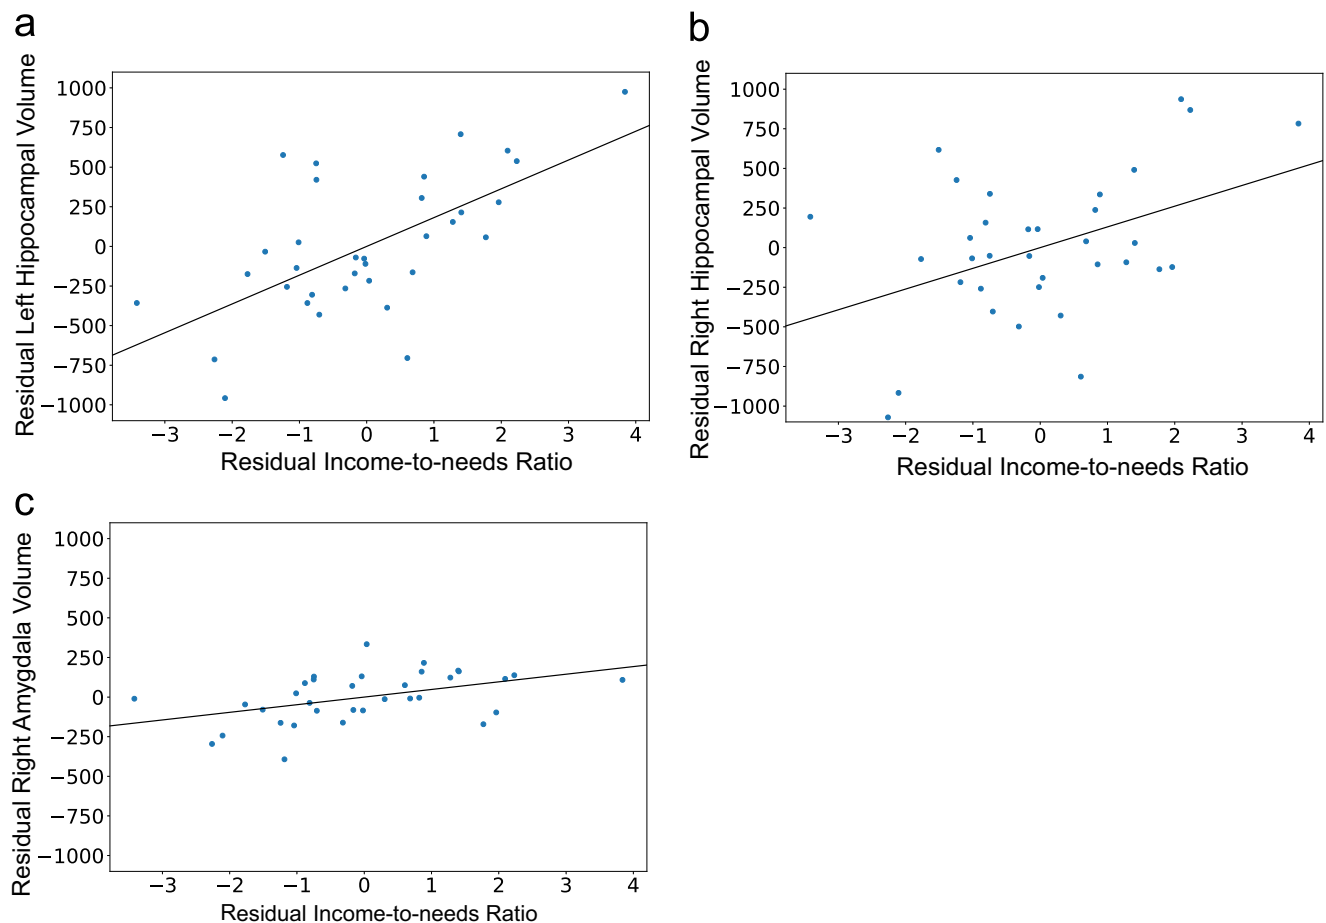 a
Residual Left Hippocampal Volume
1000
750
500
250
0
−250
−500
−750
−1000
−3 −2 −1 0 1 2 3 4
Residual Income-to-needs Ratio
b
Residual Right Hippocampal Volume
1000
750
500
250
0
−250
−500
−750
−1000
−3 −2 −1 0 1 2 3 4
Residual Income-to-needs Ratio
c
Residual Right Amygdala Volume
1000
750
500
250
0
−250
−500
−750
−1000
−3 −2 −1 0 1 2 3 4
Residual Income-to-needs Ratio